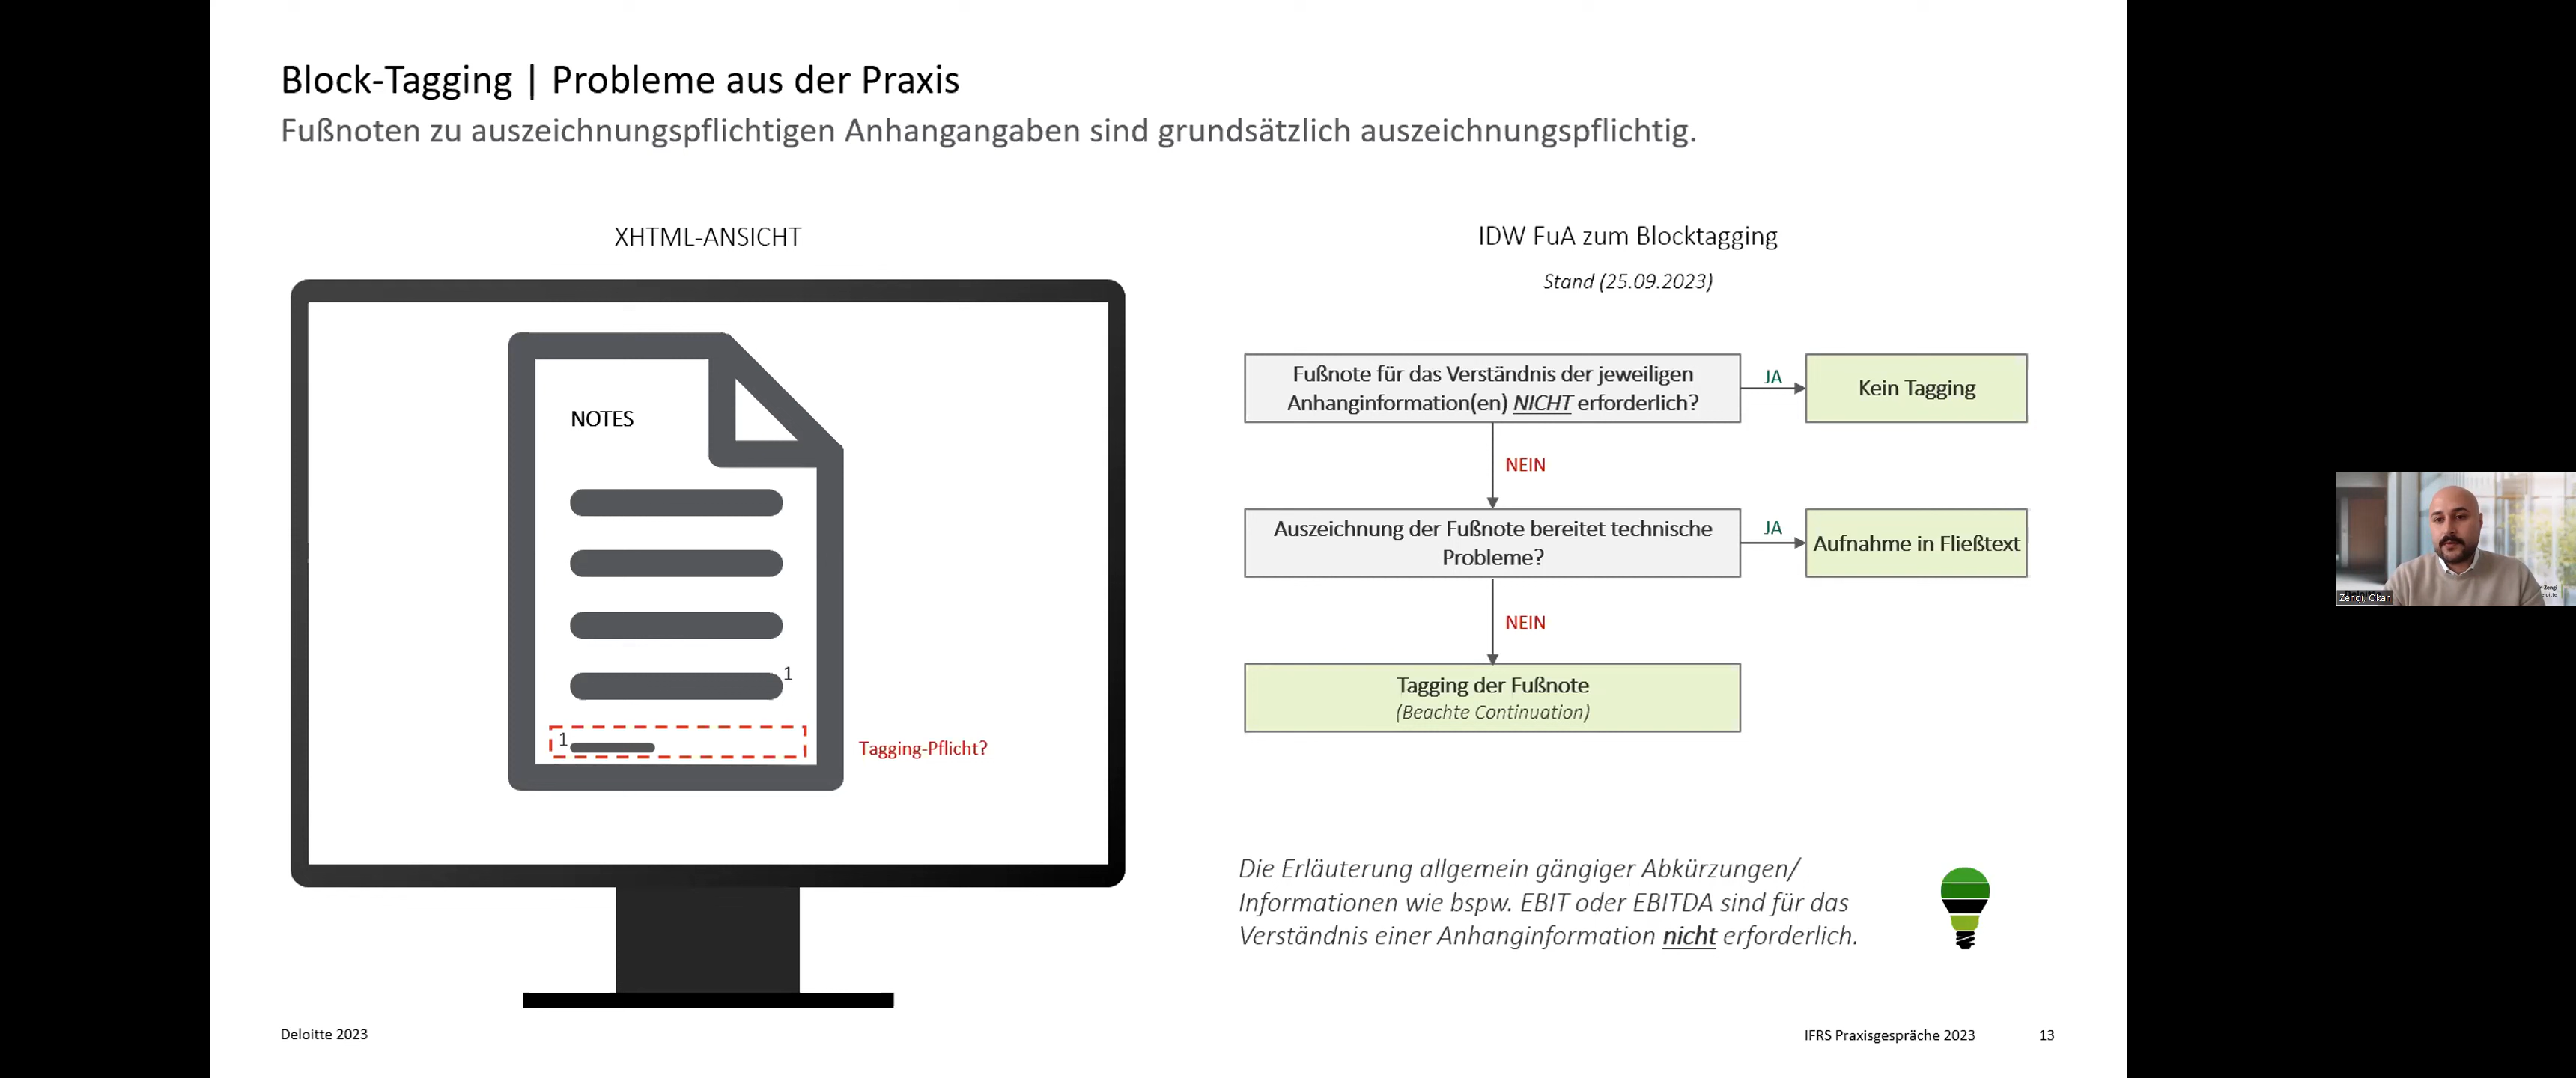 Block-Tagging | Probleme aus der Praxis
Fußnoten zu auszeichnungspflichtigen Anhangangaben sind grundsätzlich auszeichnungspflichtig.
XHTML-ANSICHT
NOTES
1
1
Tagging-Pflicht?
IDW FuA zum Blocktagging
Stand (25.09.2023)
Fußnote für das Verständnis der jeweiligen
Anhanginformation(en) NICHT erforderlich?
JA
Kein Tagging
NEIN
Auszeichnung der Fußnote bereitet technische
Probleme?
JA
Aufnahme in Fließtext
NEIN
Tagging der Fußnote
(Beachte Continuation)
Die Erläuterung allgemein gängiger Abkürzungen/
Informationen wie bspw. EBIT oder EBITDA sind für das
Verständnis einer Anhanginformation nicht erforderlich.
Deloitte 2023
IFRS Praxisgespräche 2023
13
Zengi, Okan